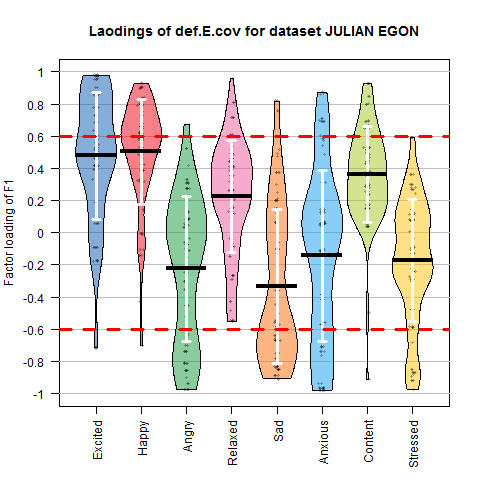 Laodings of def.E.cov for dataset JULIAN EGON
Factor loading of F1
1
0.8
0.6
0.4
0.2
0
-0.2
-0.4
-0.6
-0.8
-1
Excited
Happy
Angry
Relaxed
Sad
Anxious
Content
Stressed